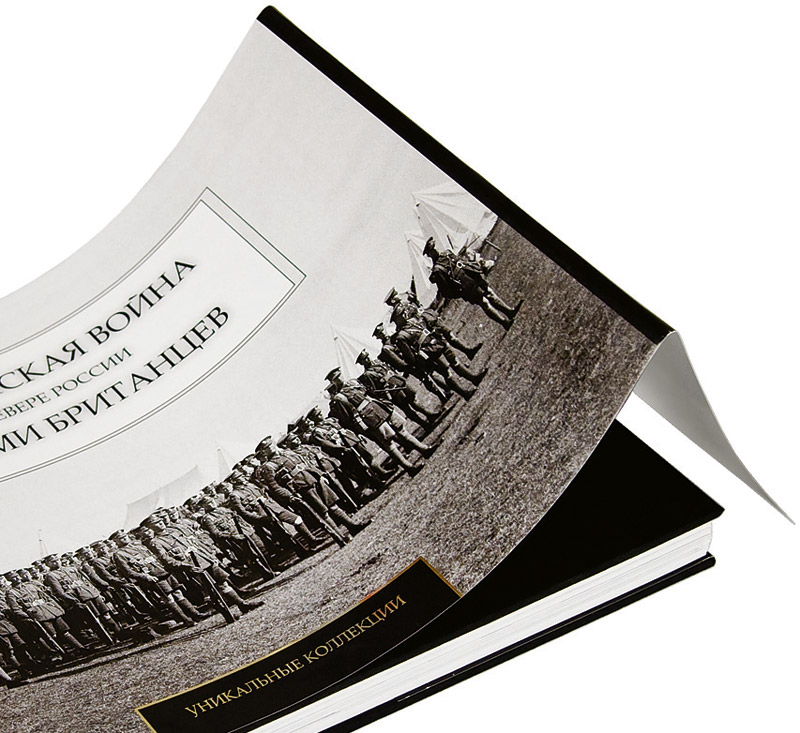 СКАЯ ВОЙНА
ЕВЕРЕ РОССИИ
МИ БРИТАНЦЕВ
УНИКАЛЬНЫЕ КОЛЛЕКЦИИ